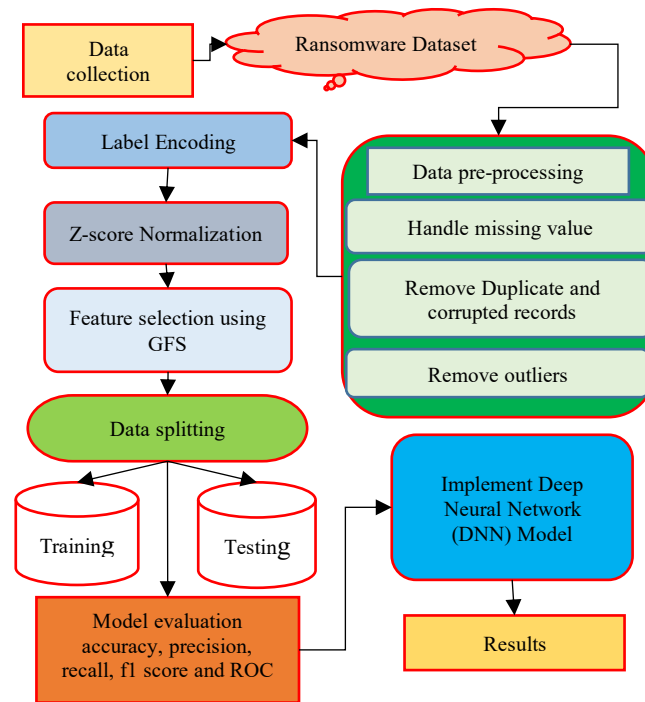 Data
collection
Ransomware Dataset
Data pre-processing
Handle missing value
Remove Duplicate and
corrupted records
Remove outliers
Label Encoding
Z-score Normalization
Feature selection using
GFS
Data splitting
Training
Testing
Model evaluation
accuracy, precision,
recall, f1 score and ROC
Implement Deep
Neural Network
(DNN) Model
Results